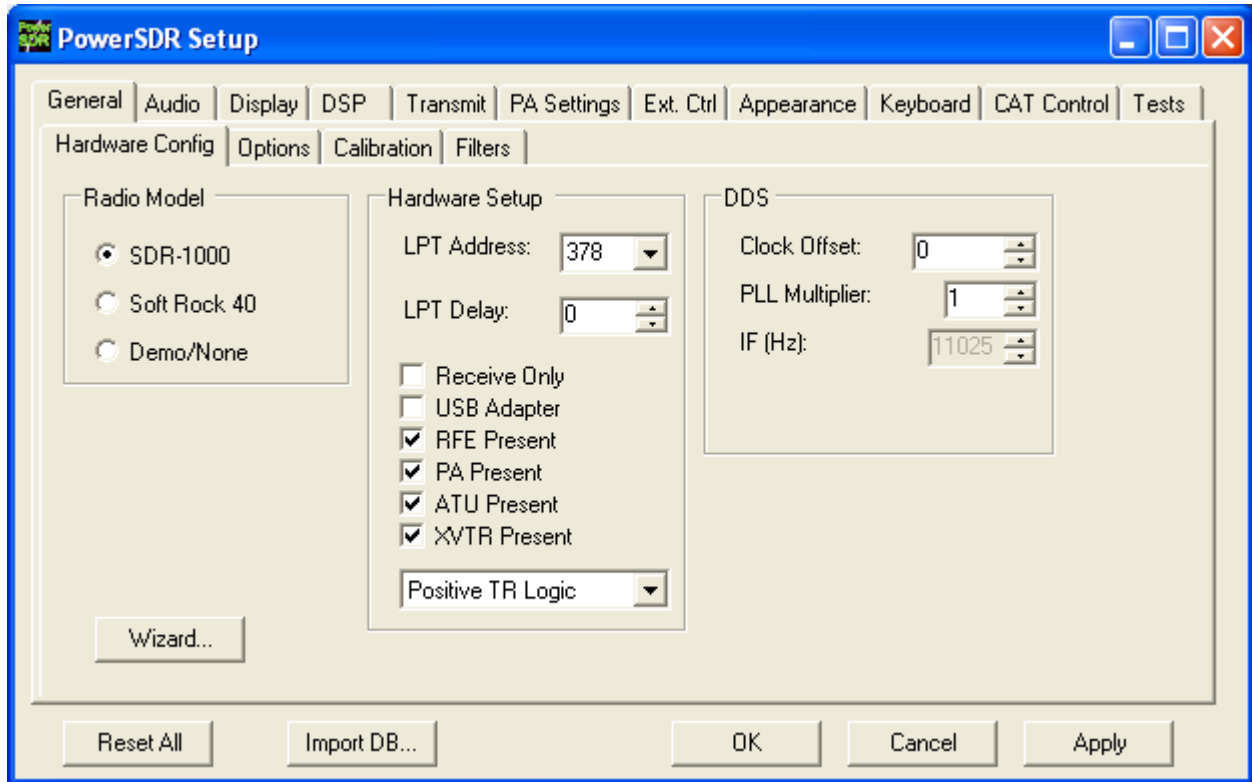 PowerSDR Setup
General Audio Display DSP Transmit PA Settings Ext. Ctrl Appearance Keyboard CAT Control Tests
Hardware Config Options Calibration Filters
Radio Model
SDR-1000
Soft Rock 40
Demo/None
Hardware Setup
LPT Address: 378
LPT Delay: 0
Receive Only
USB Adapter
RFE Present
PA Present
ATU Present
XVTR Present
Positive TR Logic
DDS
Clock Offset: 0
PLL Multiplier: 1
IF (Hz): 11025
Wizard...
Reset All Import DB... OK Cancel Apply